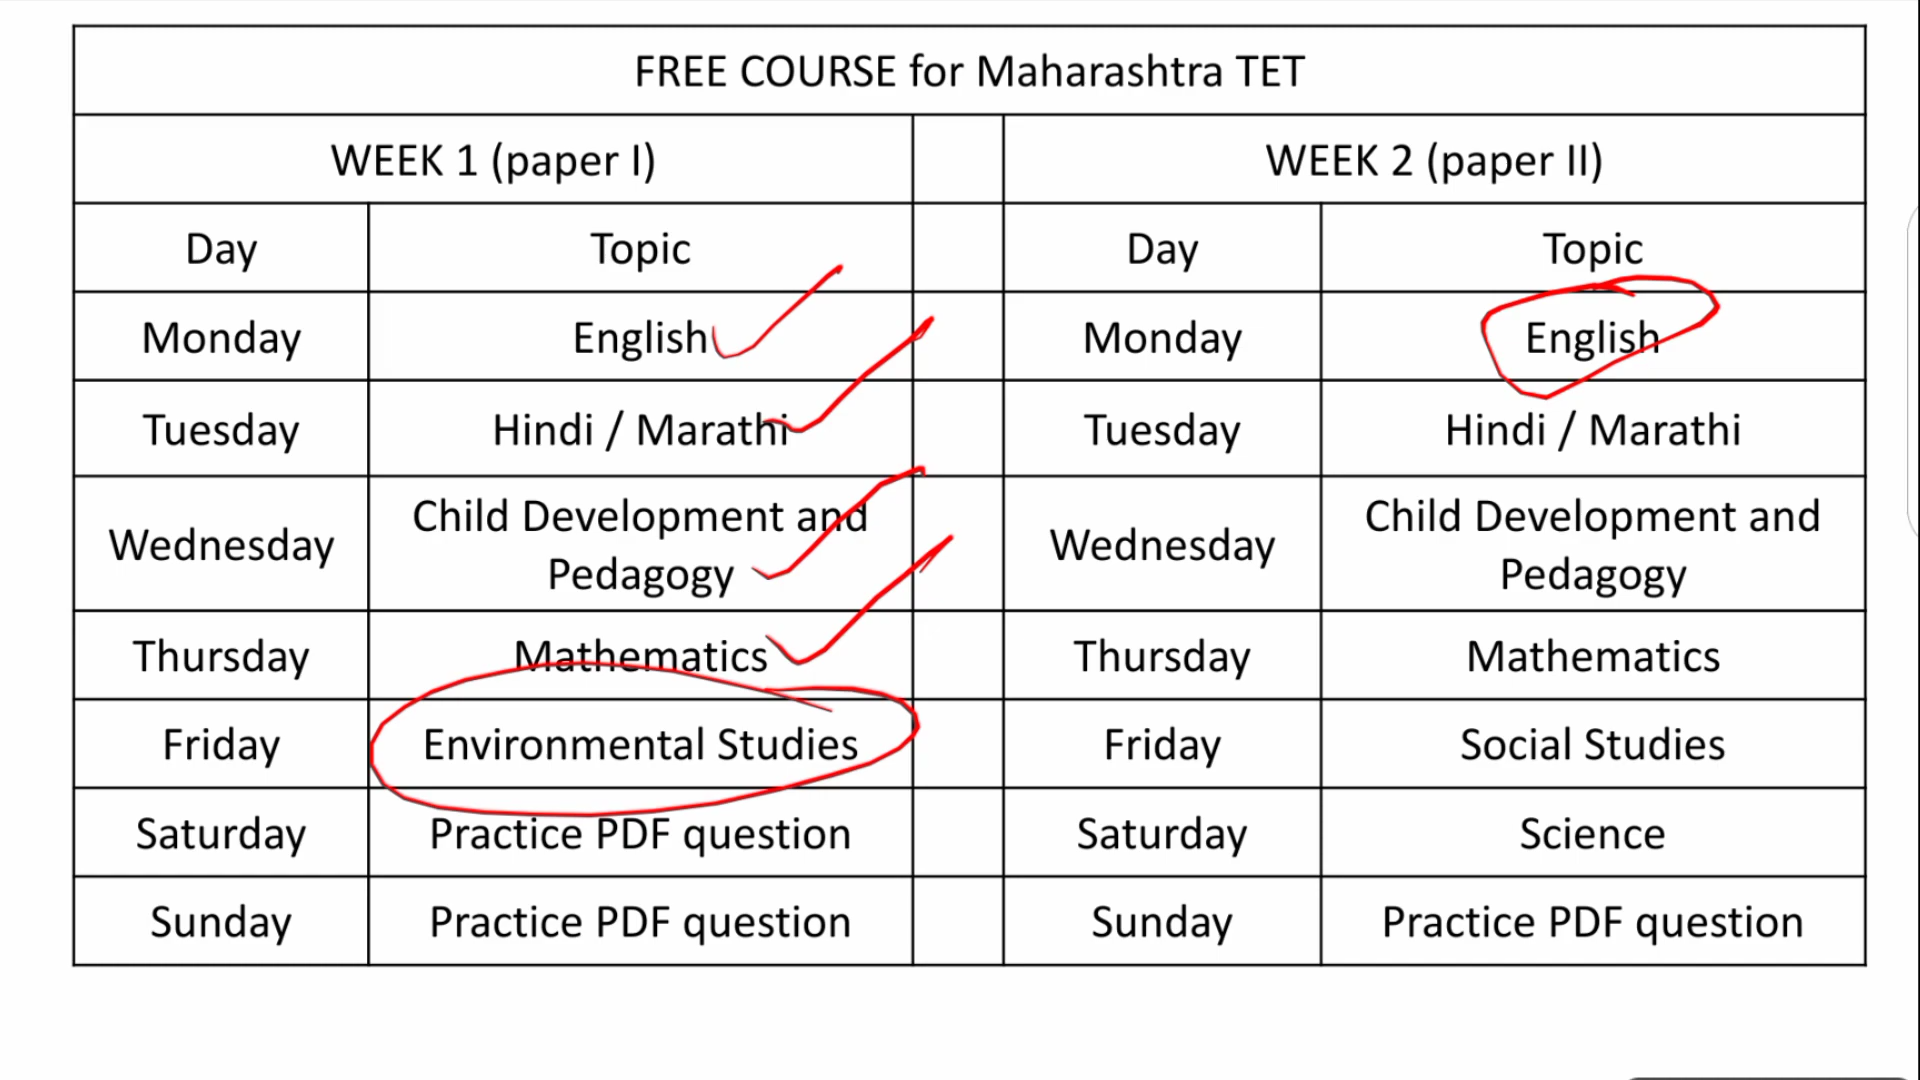 FREE COURSE for Maharashtra TET
WEEK 1 (paper I) WEEK 2 (paper II)
Day Topic Day Topic
Monday English Monday English
Tuesday Hindi / Marathi Tuesday Hindi / Marathi
Wednesday Child Development and Pedagogy Wednesday Child Development and Pedagogy
Thursday Mathematics Thursday Mathematics
Friday Environmental Studies Friday Social Studies
Saturday Practice PDF question Saturday Science
Sunday Practice PDF question Sunday Practice PDF question